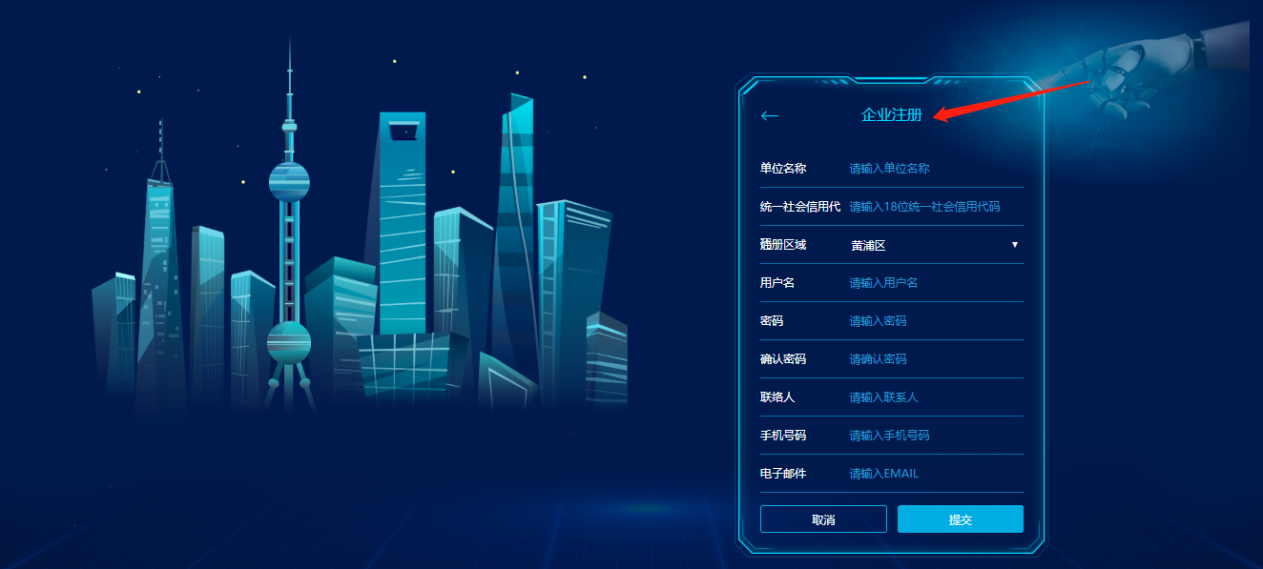 企业注册
单位名称 请输入单位名称
统一社会信用代 请输入18位统一社会信用代码
注册区域 黄浦区
用户名 请输入用户名
密码 请输入密码
确认密码 请确认密码
联络人 请输入联系人
手机号码 请输入手机号码
电子邮件 请输入EMAIL
取消 提交